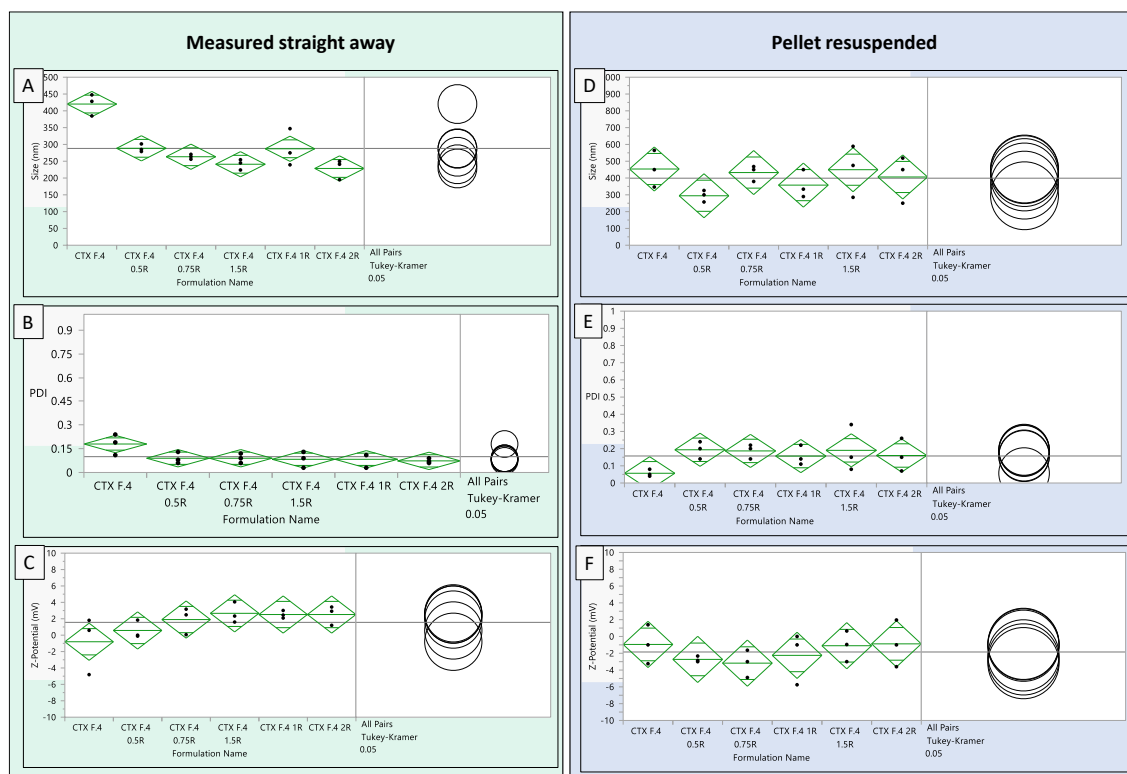 Measured straight away
A
500
450
400
350
300
250
200
150
100
50
0
Size (nm)
CTX F.4
CTX F.4
0.5R
CTX F.4
0.75R
CTX F.4
1.5R
CTX F.4 1R
CTX F.4 2R
All Pairs
Tukey-Kramer
0.05
Formulation Name
B
0.9
0.75
0.6
0.45
0.3
0.15
0
PDI
CTX F.4
CTX F.4
0.5R
CTX F.4
0.75R
CTX F.4
1.5R
CTX F.4 1R
CTX F.4 2R
All Pairs
Tukey-Kramer
0.05
Formulation Name
C
10
8
6
4
2
0
-2
-4
-6
-8
-10
Z-Potential (mV)
CTX F.4
CTX F.4
0.5R
CTX F.4
0.75R
CTX F.4
1.5R
CTX F.4 1R
CTX F.4 2R
All Pairs
Tukey-Kramer
0.05
Formulation Name
Pellet resuspended
D
900
800
700
600
500
400
300
200
100
0
Size (nm)
CTX F.4
CTX F.4
0.5R
CTX F.4
0.75R
CTX F.4 1R
CTX F.4
1.5R
CTX F.4 2R
All Pairs
Tukey-Kramer
0.05
Formulation Name
E
1
0.9
0.8
0.7
0.6
0.5
0.4
0.3
0.2
0.1
0
PDI
CTX F.4
CTX F.4
0.5R
CTX F.4
0.75R
CTX F.4 1R
CTX F.4
1.5R
CTX F.4 2R
All Pairs
Tukey-Kramer
0.05
Formulation Name
F
10
8
6
4
2
0
-2
-4
-6
-8
-10
Z-Potential (mV)
CTX F.4
CTX F.4
0.5R
CTX F.4
0.75R
CTX F.4 1R
CTX F.4
1.5R
CTX F.4 2R
All Pairs
Tukey-Kramer
0.05
Formulation Name